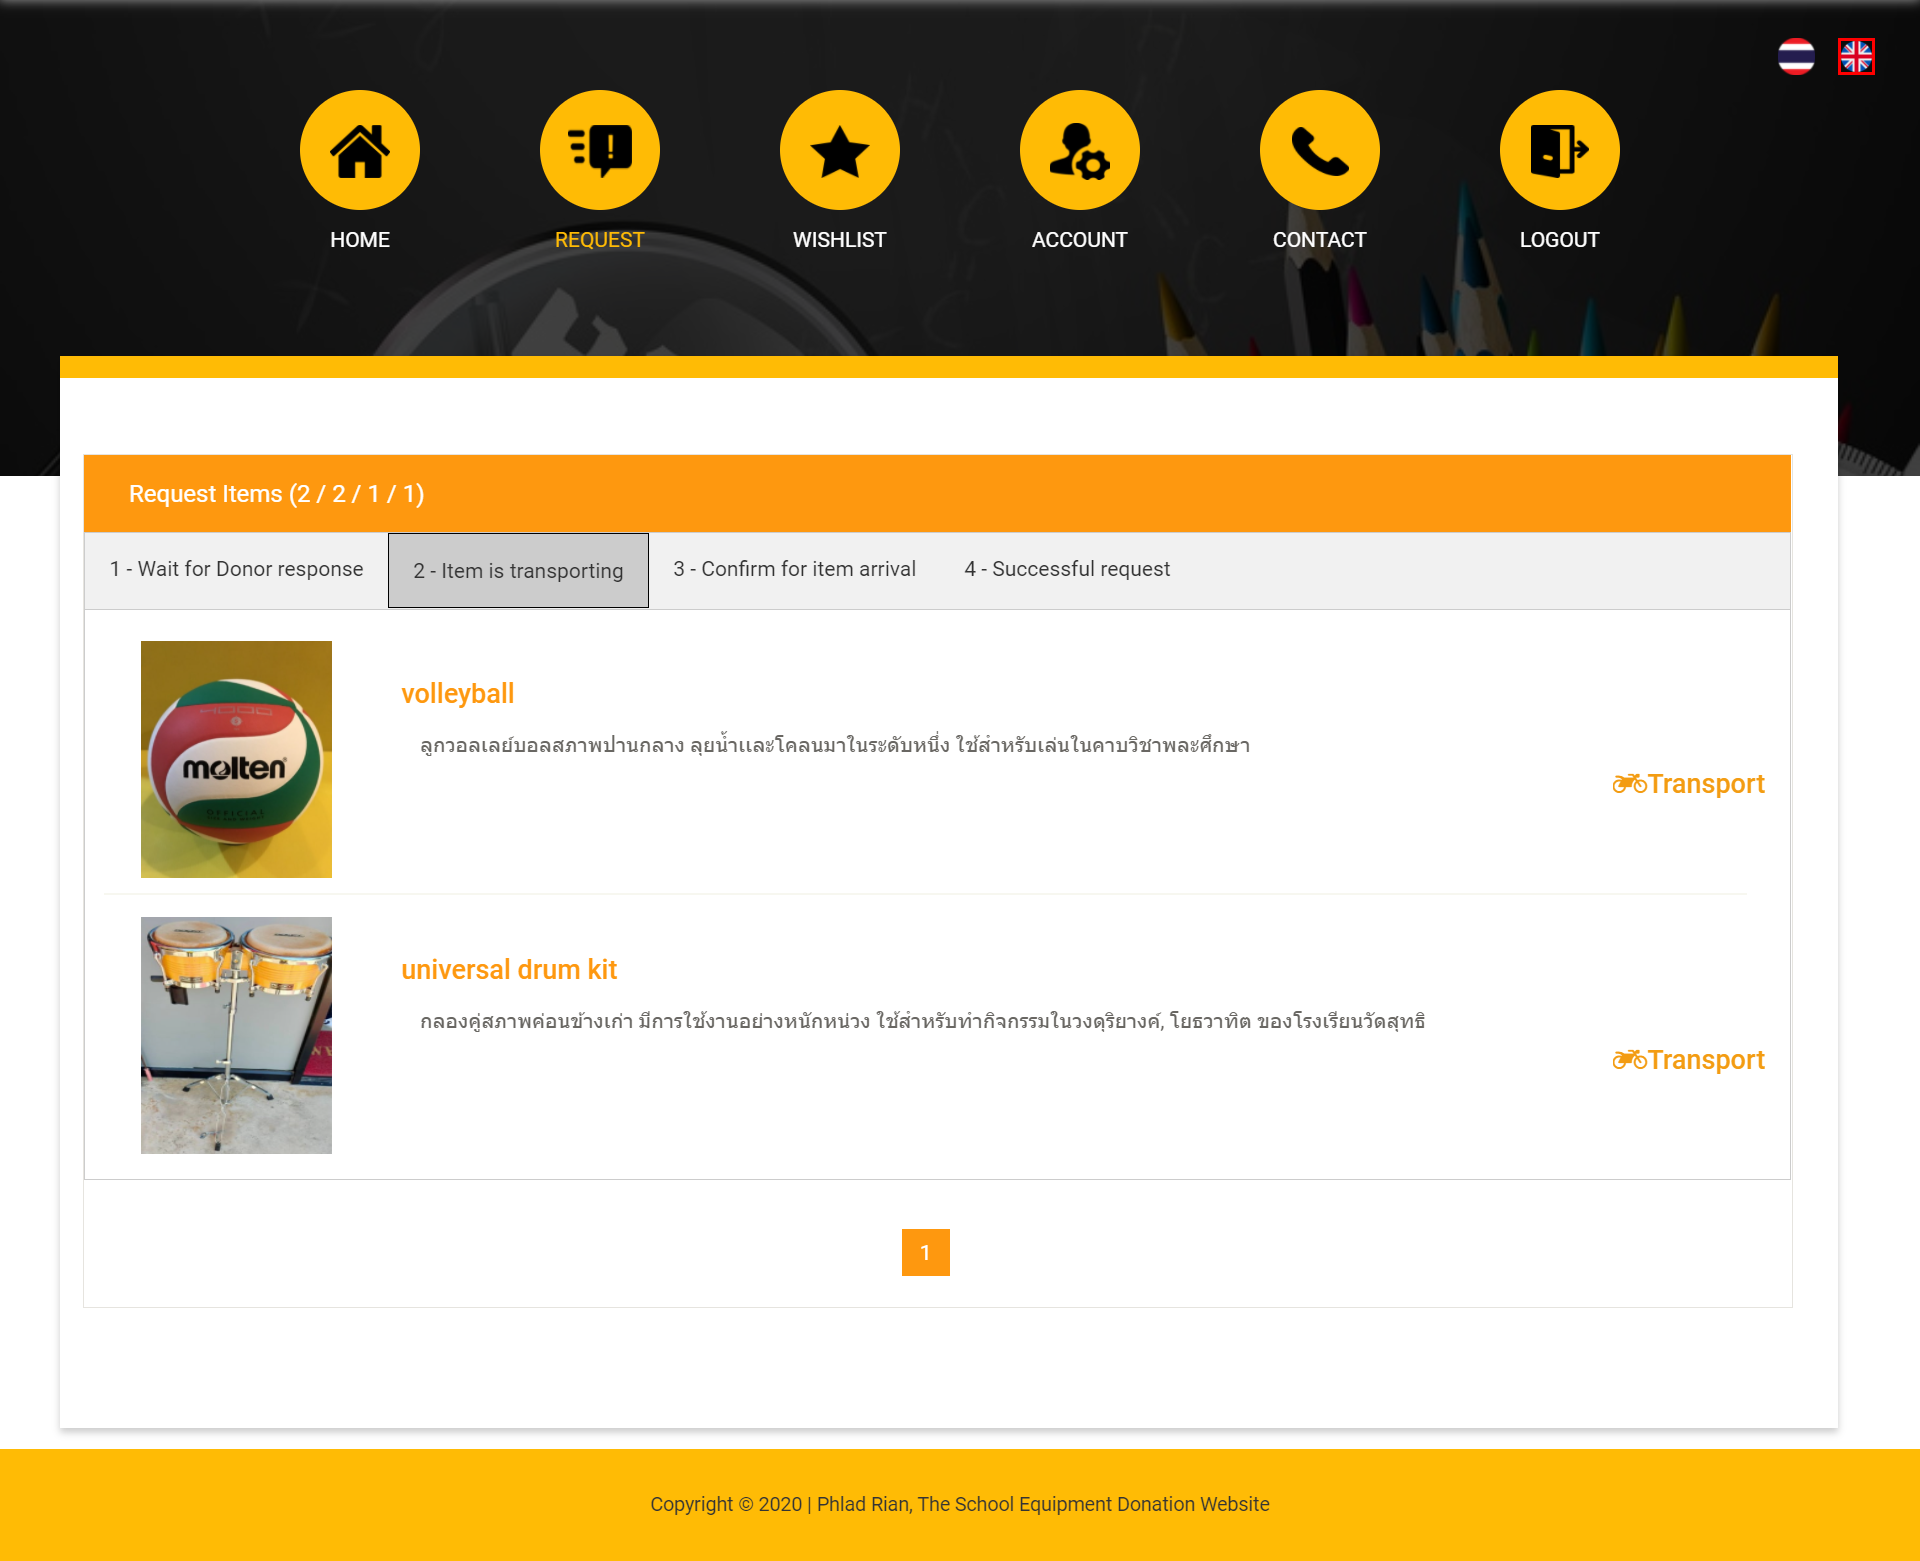 HOME
REQUEST
WISHLIST
ACCOUNT
CONTACT
LOGOUT
Request Items (2 / 2 / 1 / 1)
1 - Wait for Donor response
2 - Item is transporting
3 - Confirm for item arrival
4 - Successful request
molten
OFFICIAL
volleyball
ลูกวอลเลย์บอลสภาพปานกลาง ลุยน้ำและโคลนมาในระดับหนึ่ง ใช้สำหรับเล่นในคาบวิชาพละศึกษา
Transport
universal drum kit
กลองคู่สภาพค่อนข้างเก่า มีการใช้งานอย่างหนักหน่วง ใช้สำหรับทำกิจกรรมในวงดุริยางค์, โยธวาทิต ของโรงเรียนวัดสุทธิ
Transport
1
Copyright © 2020 | Phlad Rian, The School Equipment Donation Website